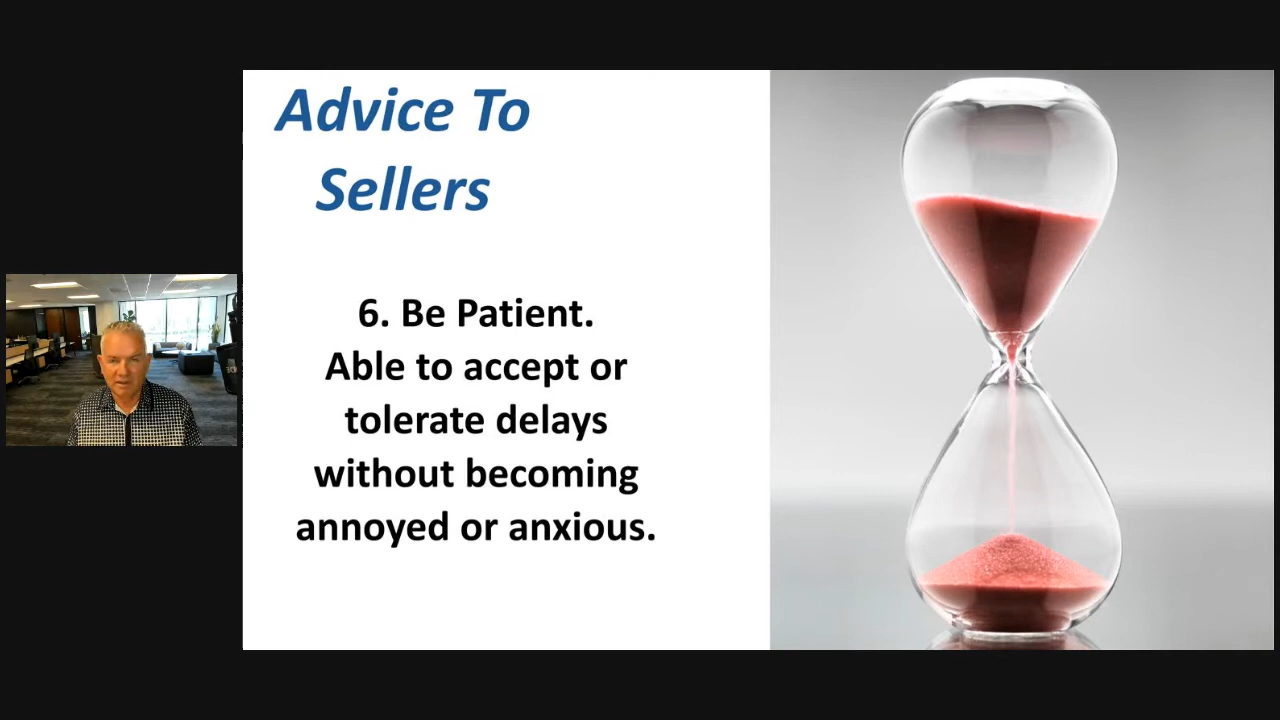 Advice To
Sellers
6. Be Patient.
Able to accept or
tolerate delays
without becoming
annoyed or anxious.